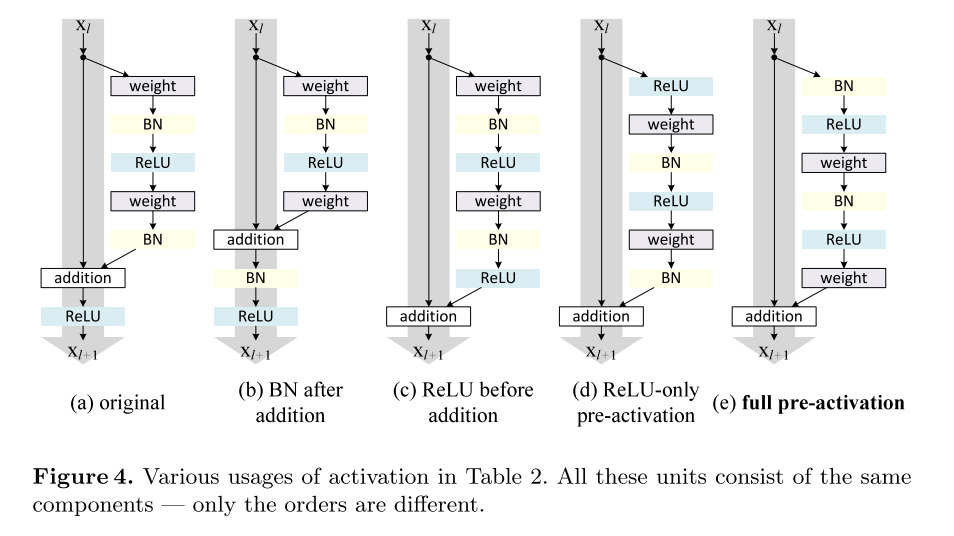 x_l
weight
BN
ReLU
weight
BN
addition
ReLU
x_{l+1}
(a) original
x_l
weight
BN
ReLU
weight
addition
BN
ReLU
x_{l+1}
(b) BN after
addition
x_l
weight
BN
ReLU
weight
BN
ReLU
addition
x_{l+1}
(c) ReLU before
addition
x_l
ReLU
weight
BN
ReLU
weight
BN
addition
x_{l+1}
(d) ReLU-only
pre-activation
x_l
BN
ReLU
weight
BN
ReLU
weight
addition
x_{l+1}
(e) full pre-activation
Figure 4. Various usages of activation in Table 2. All these units consist of the same
components — only the orders are different.